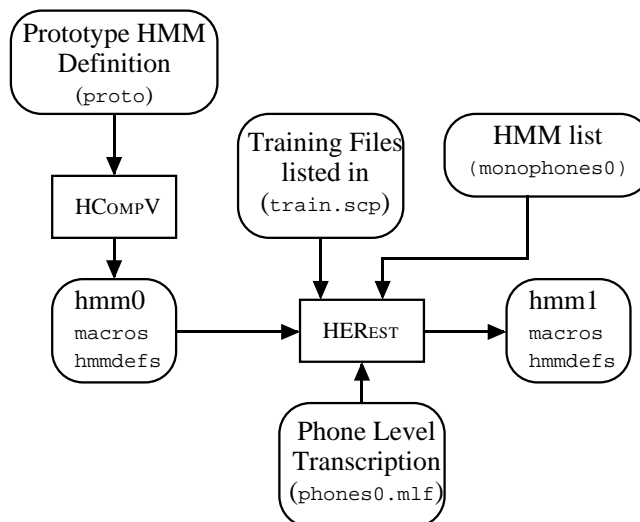 Prototype HMM
Definition
(proto)
HCOMPV
Training Files
listed in
(train.scp)
HMM list
(monophones0)
hmm0
macros
hmmdefs
HEREST
hmm1
macros
hmmdefs
Phone Level
Transcription
(phones0.mlf)